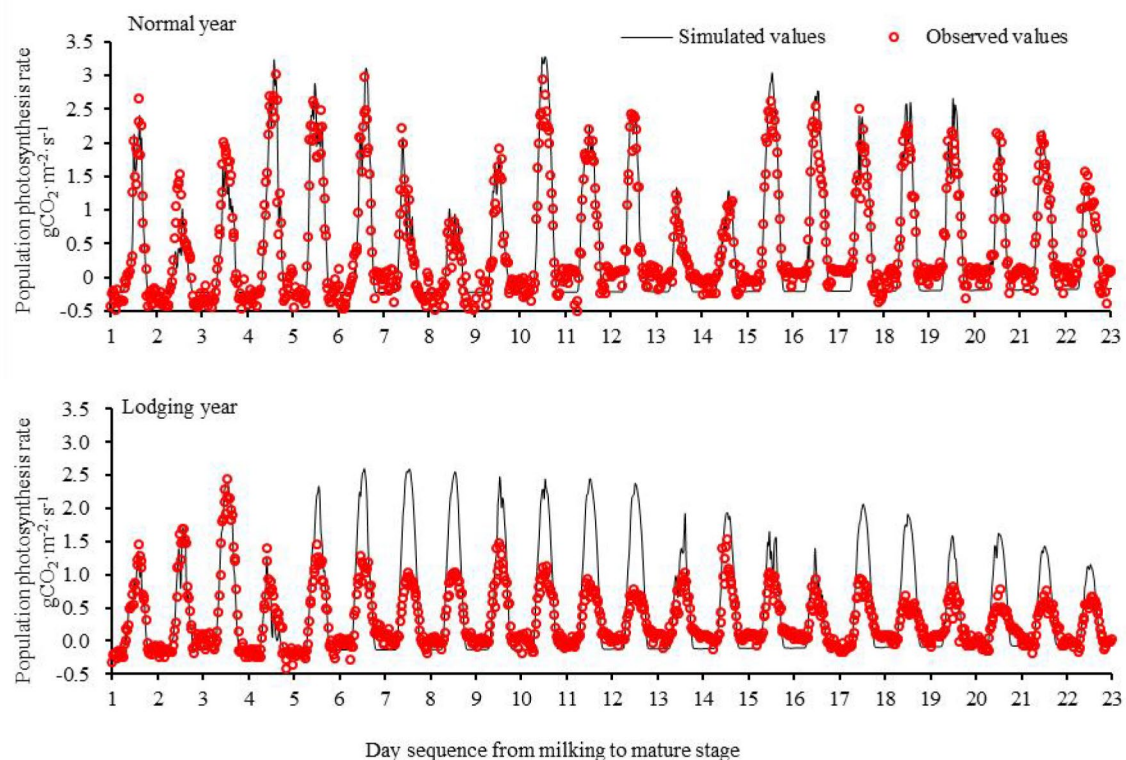 Normal year
Simulated values
Observed values
Population photosynthesis rate
gCO₂·m⁻²·s⁻¹
3.5
3
2.5
2
1.5
1
0.5
0
-0.5
1 2 3 4 5 6 7 8 9 10 11 12 13 14 15 16 17 18 19 20 21 22 23
Lodging year
Population photosynthesis rate
gCO₂·m⁻²·s⁻¹
3.5
3.0
2.5
2.0
1.5
1.0
0.5
0.0
-0.5
1 2 3 4 5 6 7 8 9 10 11 12 13 14 15 16 17 18 19 20 21 22 23
Day sequence from milking to mature stage